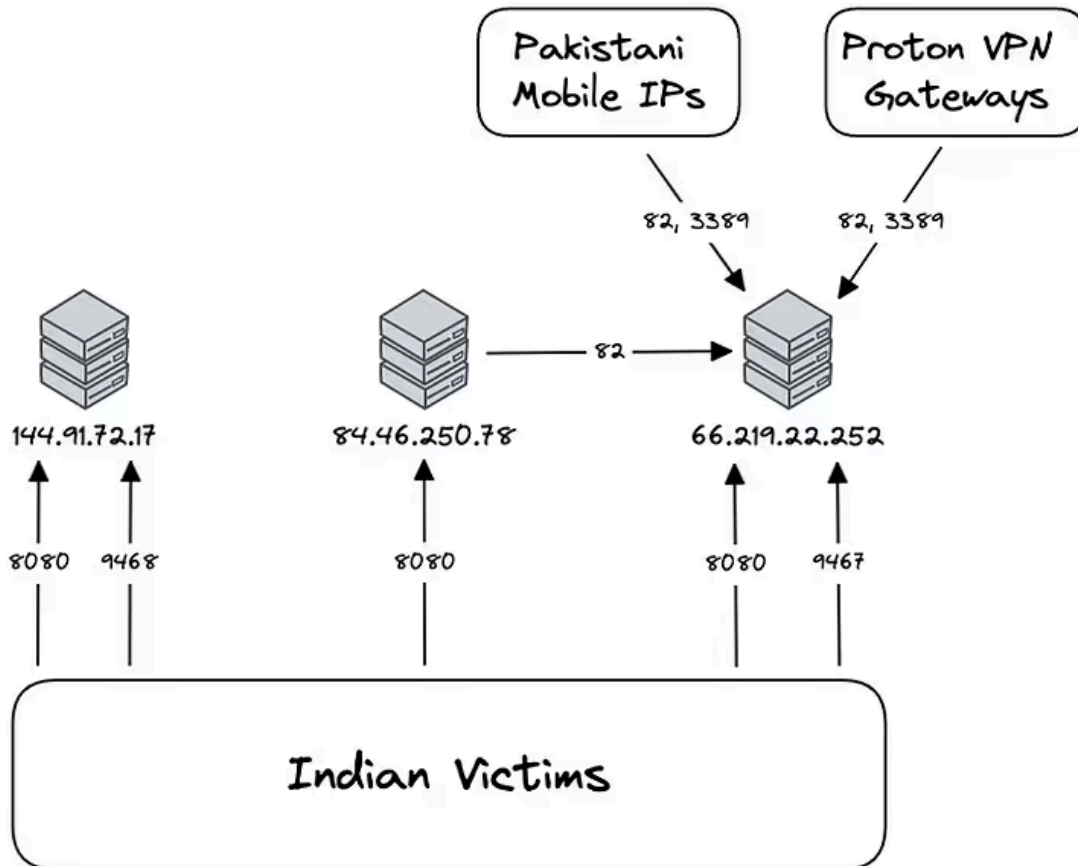 Pakistani
Mobile IPs
Proton VPN
Gateways
82, 3389
82, 3389
82
144.91.72.17
84.46.250.78
66.219.22.252
8080
9468
8080
8080
9467
Indian Victims